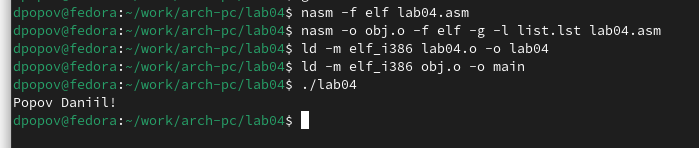 dpopov@fedora:~/work/arch-pc/lab04$ nasm -f elf lab04.asm
dpopov@fedora:~/work/arch-pc/lab04$ nasm -o obj.o -f elf -g -l list.lst lab04.asm
dpopov@fedora:~/work/arch-pc/lab04$ ld -m elf_i386 lab04.o -o lab04
dpopov@fedora:~/work/arch-pc/lab04$ ld -m elf_i386 obj.o -o main
dpopov@fedora:~/work/arch-pc/lab04$ ./lab04
Popov Daniil!
dpopov@fedora:~/work/arch-pc/lab04$